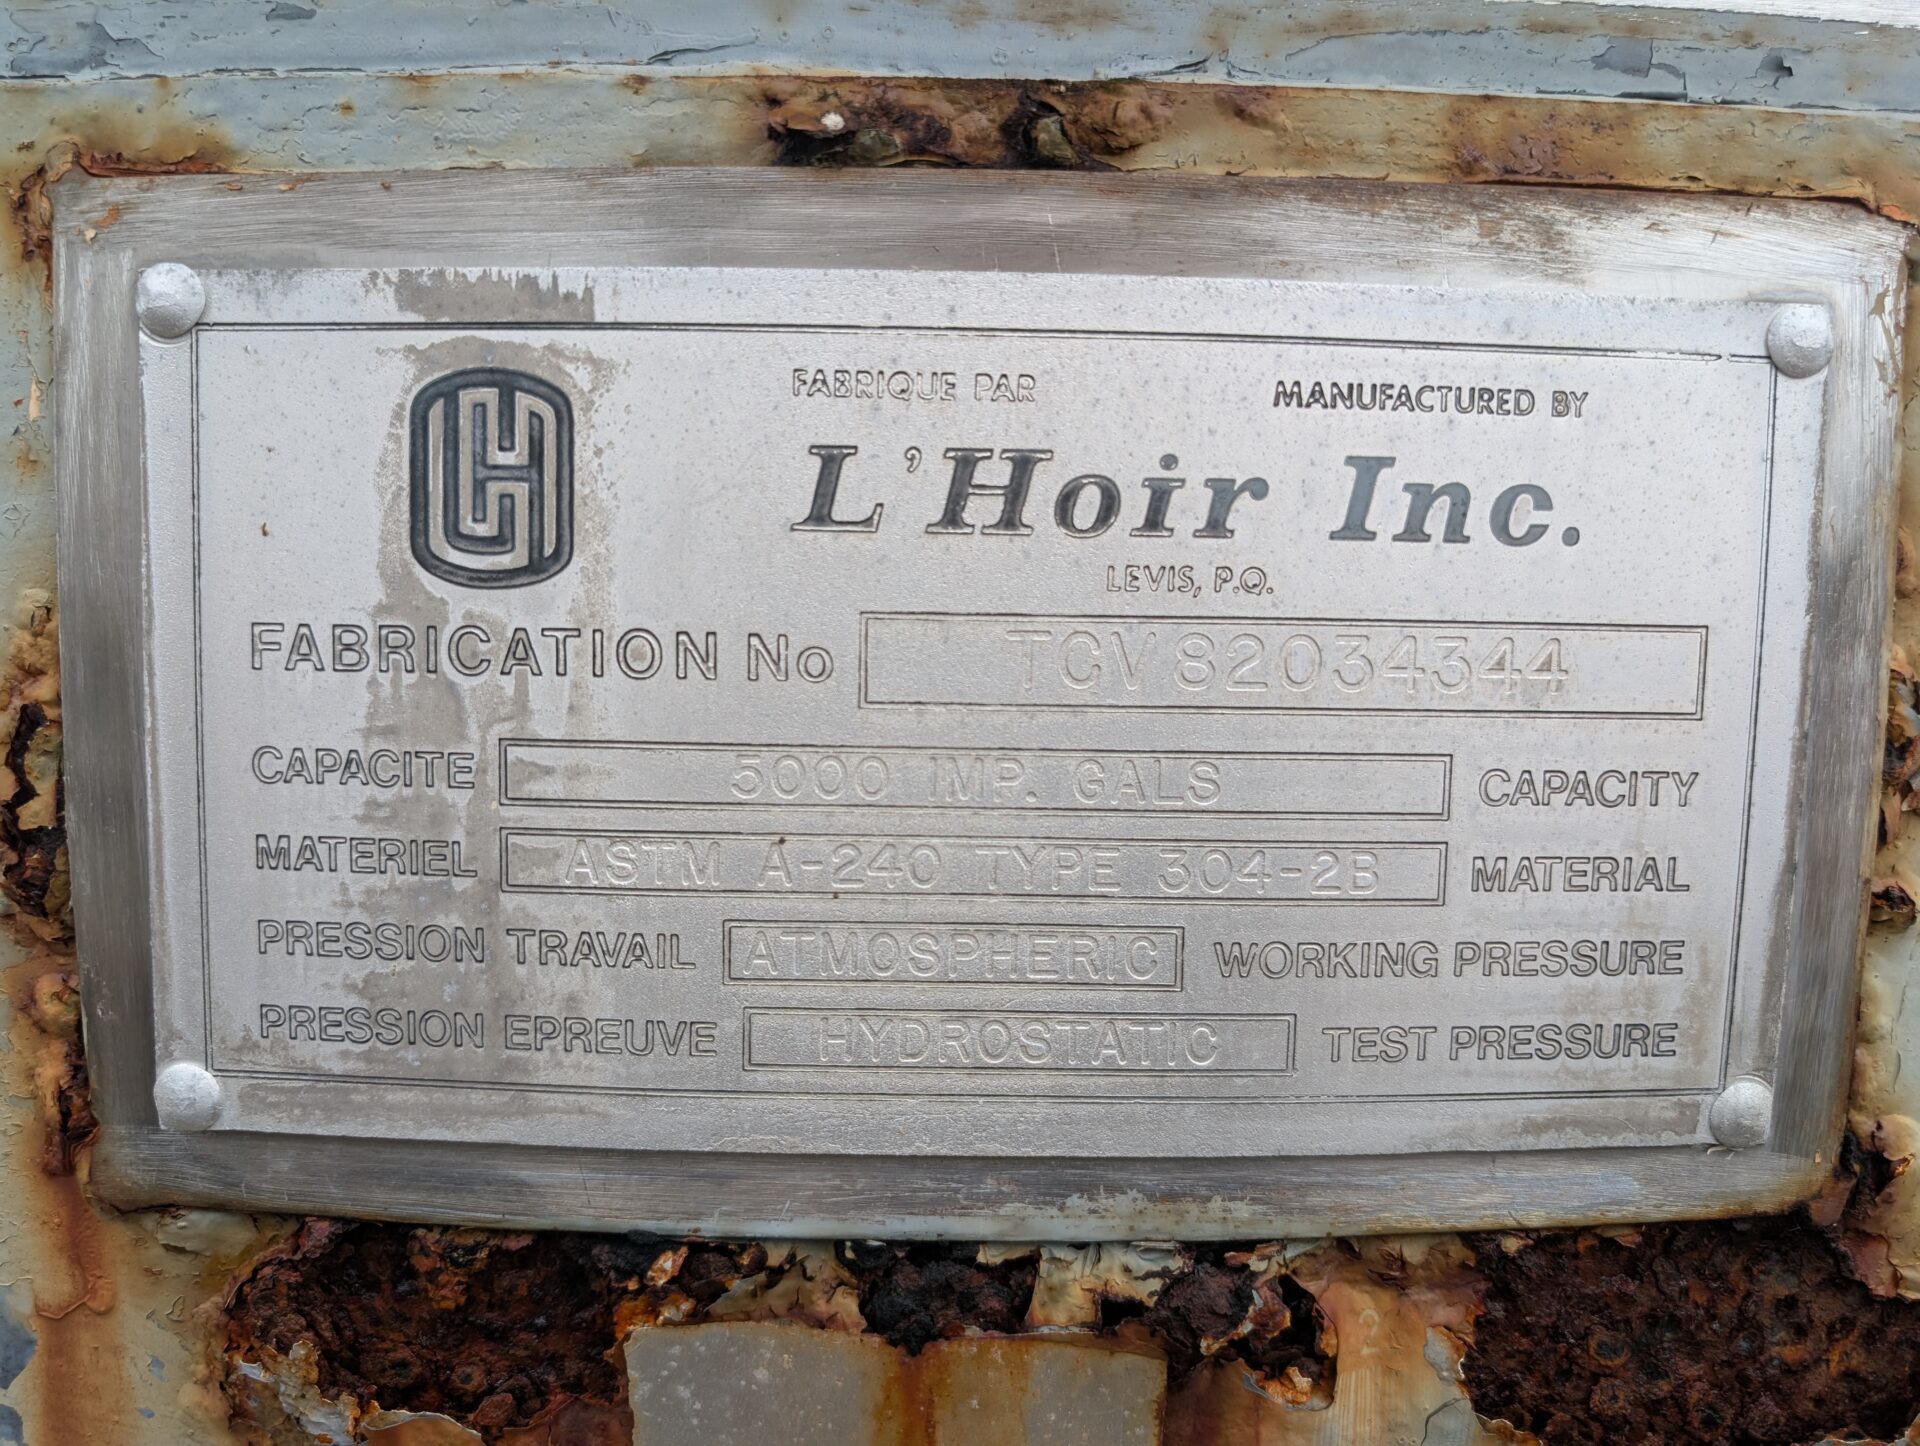 FABRIQUE PAR MANUFACTURED BY
L'Hoir Inc.
LEVIS, P.Q.
FABRICATION No TCV 82034344
CAPACITE 5000 IMP. GALS CAPACITY
MATERIEL ASTM A-240 TYPE 304-2B MATERIAL
PRESSION TRAVAIL ATMOSPHERIC WORKING PRESSURE
PRESSION EPREUVE HYDROSTATIC TEST PRESSURE